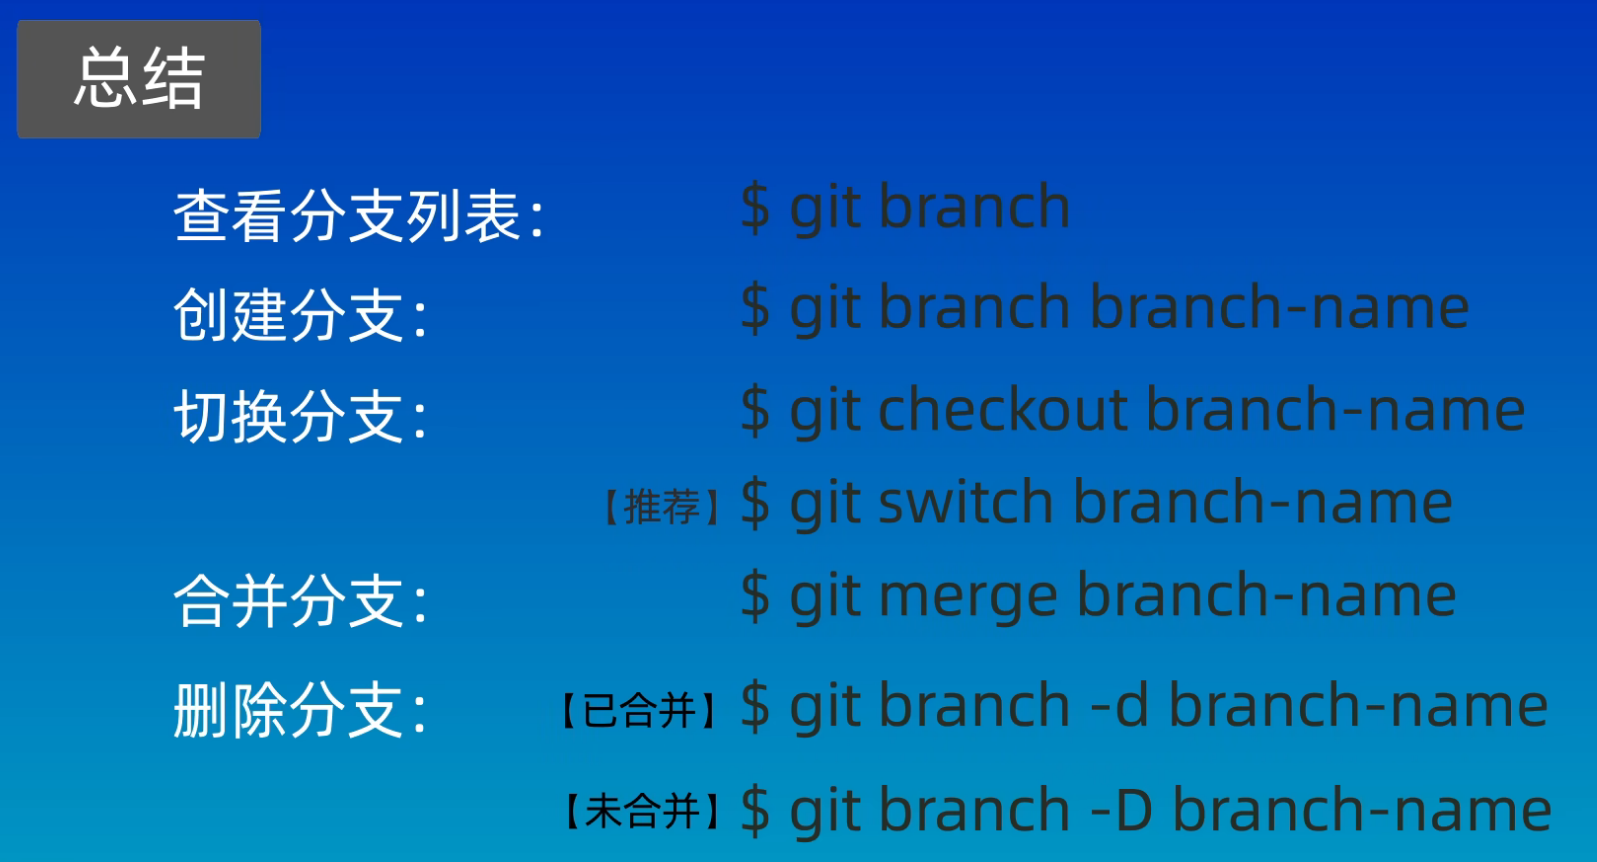 总结
查看分支列表： $ git branch
创建分支： $ git branch branch-name
切换分支： $ git checkout branch-name
【推荐】 $ git switch branch-name
合并分支： $ git merge branch-name
删除分支： 【已合并】 $ git branch -d branch-name
【未合并】 $ git branch -D branch-name